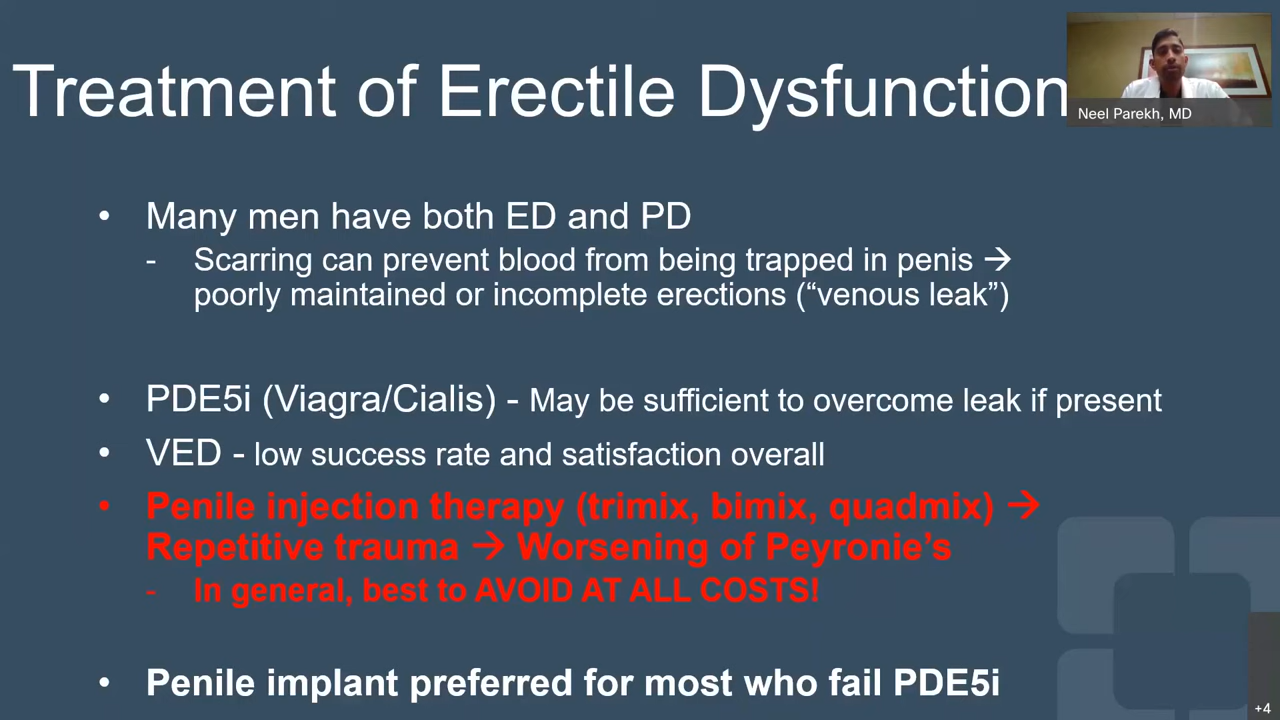 Treatment of Erectile Dysfunction
Neel Parekh, MD
• Many men have both ED and PD
- Scarring can prevent blood from being trapped in penis →
poorly maintained or incomplete erections (“venous leak”)
• PDE5i (Viagra/Cialis) - May be sufficient to overcome leak if present
• VED - low success rate and satisfaction overall
• Penile injection therapy (trimix, bimix, quadmix) →
Repetitive trauma → Worsening of Peyronie’s
- In general, best to AVOID AT ALL COSTS!
• Penile implant preferred for most who fail PDE5i
+4